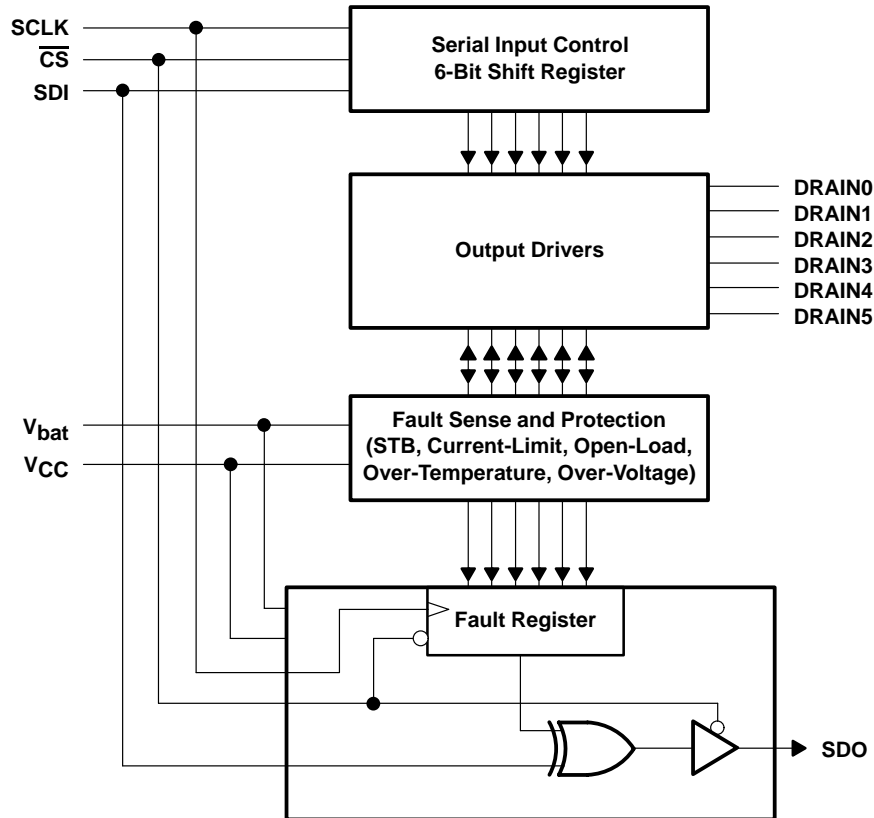 SCLK
CS
SDI
Serial Input Control
6-Bit Shift Register
Output Drivers
DRAIN0
DRAIN1
DRAIN2
DRAIN3
DRAIN4
DRAIN5
Vbat
VCC
Fault Sense and Protection
(STB, Current-Limit, Open-Load,
Over-Temperature, Over-Voltage)
Fault Register
SDO